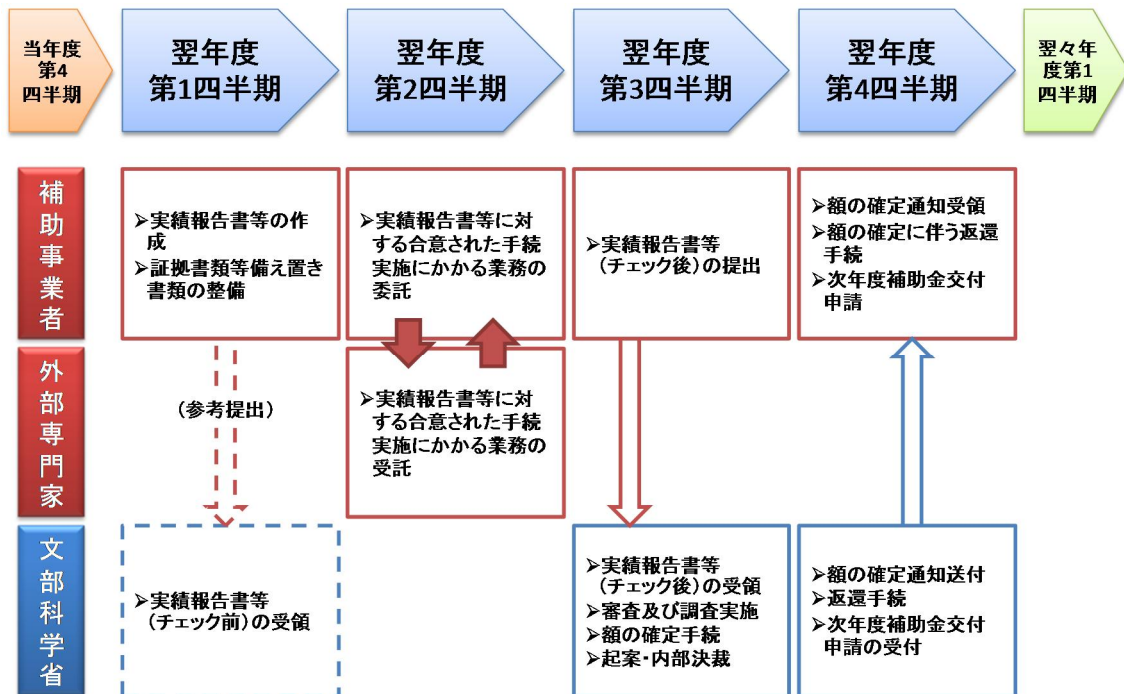 当年度
第4
四半期
翌年度
第1四半期
翌年度
第2四半期
翌年度
第3四半期
翌年度
第4四半期
翌々年
度第1
四半期
補助事業者
➢実績報告書等の作
成
➢証拠書類等備え置き
書類の整備
➢実績報告書等に対
する合意された手続
実施にかかる業務の
委託
➢実績報告書等
(チェック後)の提出
➢額の確定通知受領
➢額の確定に伴う返還
手続
➢次年度補助金交付
申請
外部専門家
(参考提出)
➢実績報告書等に対
する合意された手続
実施にかかる業務の
受託
文部科学省
➢実績報告書等
(チェック前)の受領
➢実績報告書等
(チェック後)の受領
➢審査及び調査実施
➢額の確定手続
➢起案・内部決裁
➢額の確定通知送付
➢返還手続
➢次年度補助金交付
申請の受付